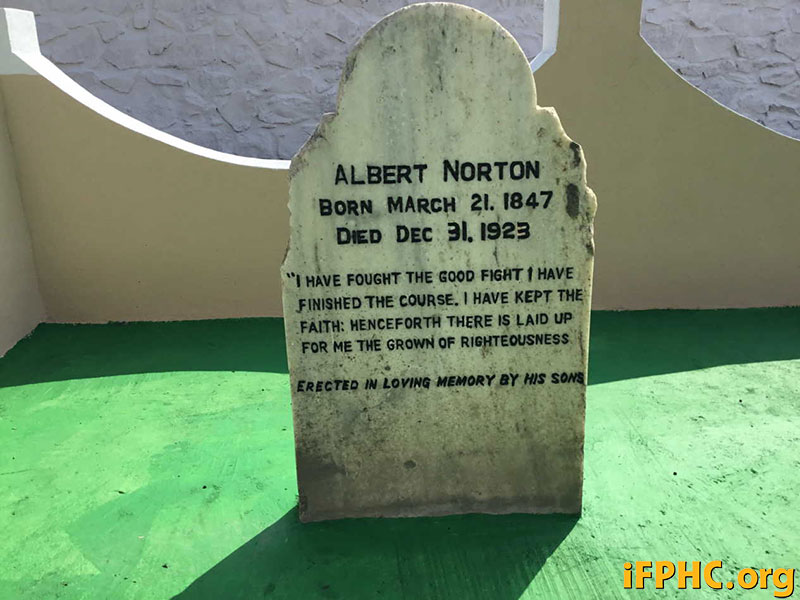 ALBERT NORTON
BORN MARCH 21. 1847
DIED DEC 31. 1923
"I HAVE FOUGHT THE GOOD FIGHT I HAVE
FINISHED THE COURSE. I HAVE KEPT THE
FAITH: HENCEFORTH THERE IS LAID UP
FOR ME THE GROWN OF RIGHTEOUSNESS
ERECTED IN LOVING MEMORY BY HIS SONS
iFPHC.org